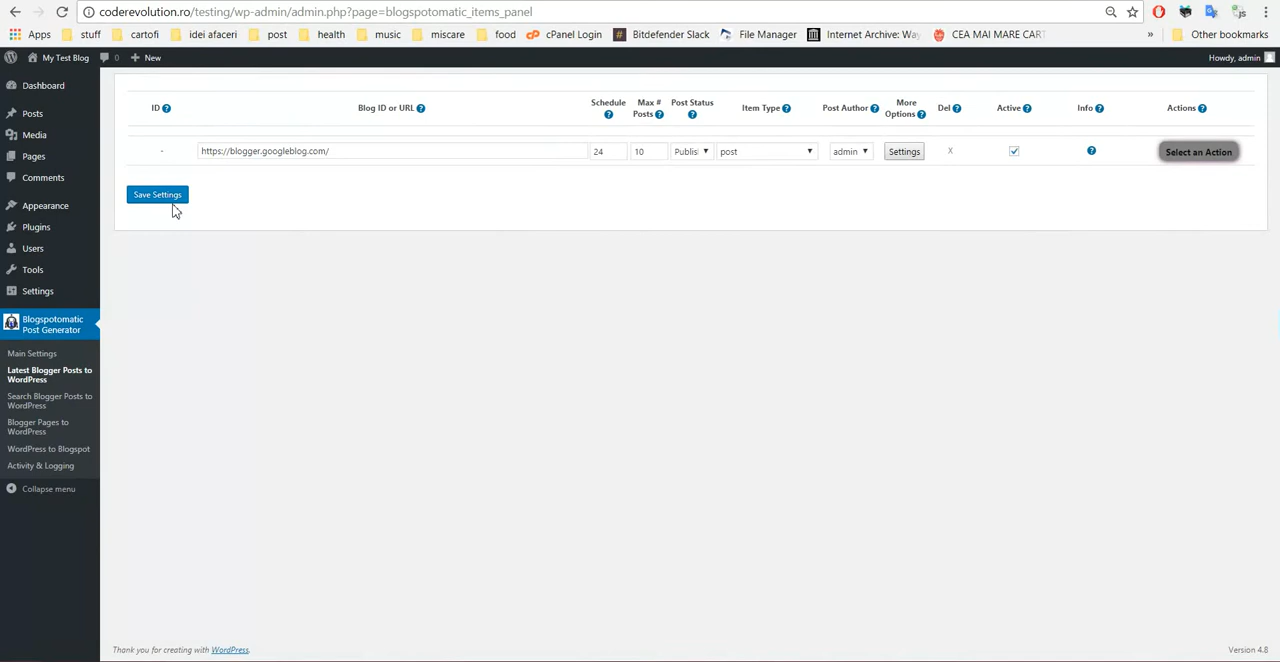 coderevolution.ro/testing/wp-admin/admin.php?page=blogspotomatic_items_panel
Apps stuff cartofi idei afaceri post health music miscare food cPanel Login Bitdefender Slack File Manager Internet Archive: Way CEA MAI MARE CART » Other bookmarks
My Test Blog 0 New Howdy, admin
Dashboard
Posts
Media
Pages
Comments
Appearance
Plugins
Users
Tools
Settings
Blogspotomatic
Post Generator
Main Settings
Latest Blogger Posts to
WordPress
Search Blogger Posts to
WordPress
Blogger Pages to
WordPress
WordPress to Blogspot
Activity & Logging
Collapse menu
ID ? Blog ID or URL ? Schedule ? Max # Posts ? Post Status ? Item Type ? Post Author ? More Options ? Del ? Active ? Info ? Actions ?
- https://blogger.googleblog.com/ 24 10 Publis post admin Settings X ? Select an Action
Save Settings
Thank you for creating with WordPress. Version 4.8